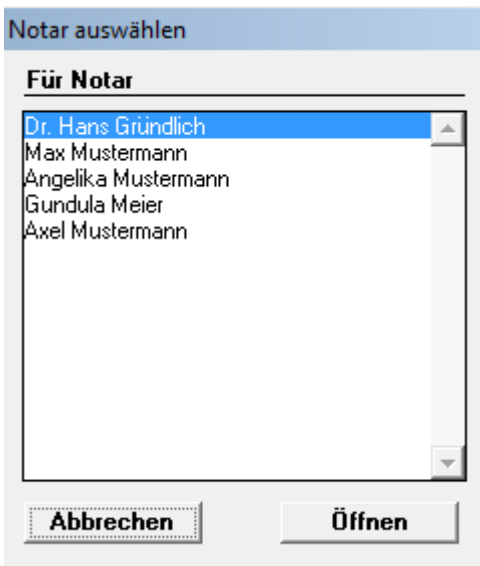 Notar auswählen
Für Notar
Dr. Hans Gründlich
Max Mustermann
Angelika Mustermann
Gundula Meier
Axel Mustermann
Abbrechen Öffnen